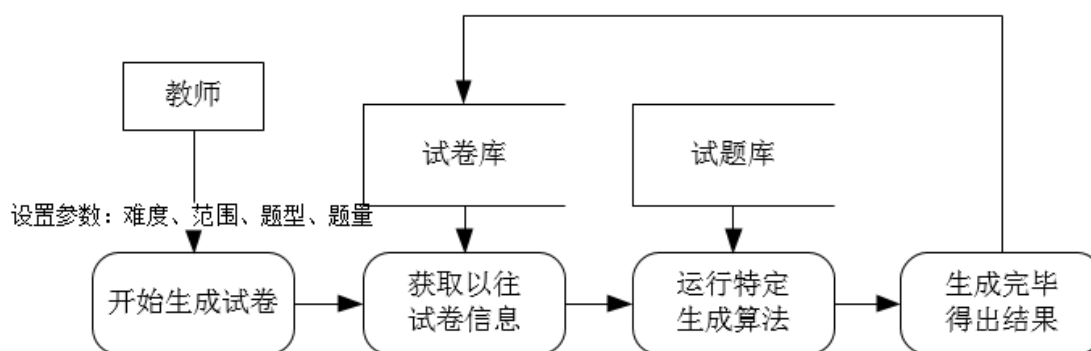 教师
试卷库
试题库
设置参数：难度、范围、题型、题量
开始生成试卷
获取以往
试卷信息
运行特定
生成算法
生成完毕
得出结果